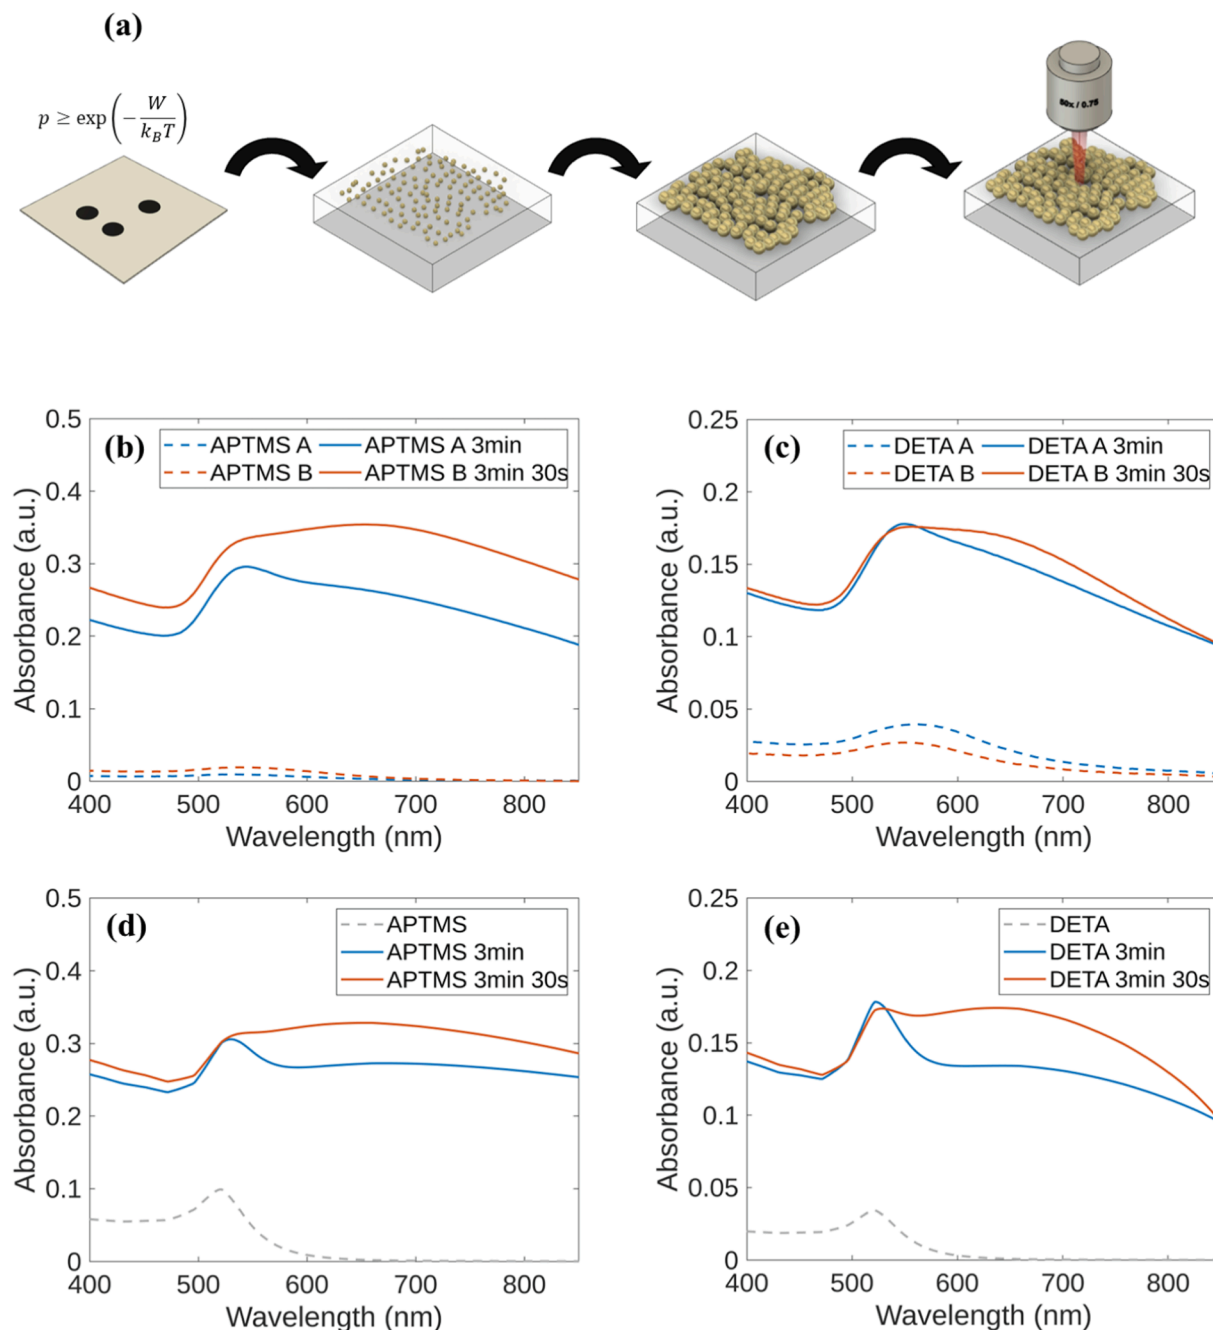 (a)
p ≥ exp(−W/k_BT)
50x / 0.75
(b)
APTMS A
APTMS A 3min
APTMS B
APTMS B 3min 30s
Absorbance (a.u.)
0.5
0.4
0.3
0.2
0.1
0
400 500 600 700 800
Wavelength (nm)
(c)
DETA A
DETA A 3min
DETA B
DETA B 3min 30s
Absorbance (a.u.)
0.25
0.2
0.15
0.1
0.05
0
400 500 600 700 800
Wavelength (nm)
(d)
APTMS
APTMS 3min
APTMS 3min 30s
Absorbance (a.u.)
0.5
0.4
0.3
0.2
0.1
0
400 500 600 700 800
Wavelength (nm)
(e)
DETA
DETA 3min
DETA 3min 30s
Absorbance (a.u.)
0.25
0.2
0.15
0.1
0.05
0
400 500 600 700 800
Wavelength (nm)